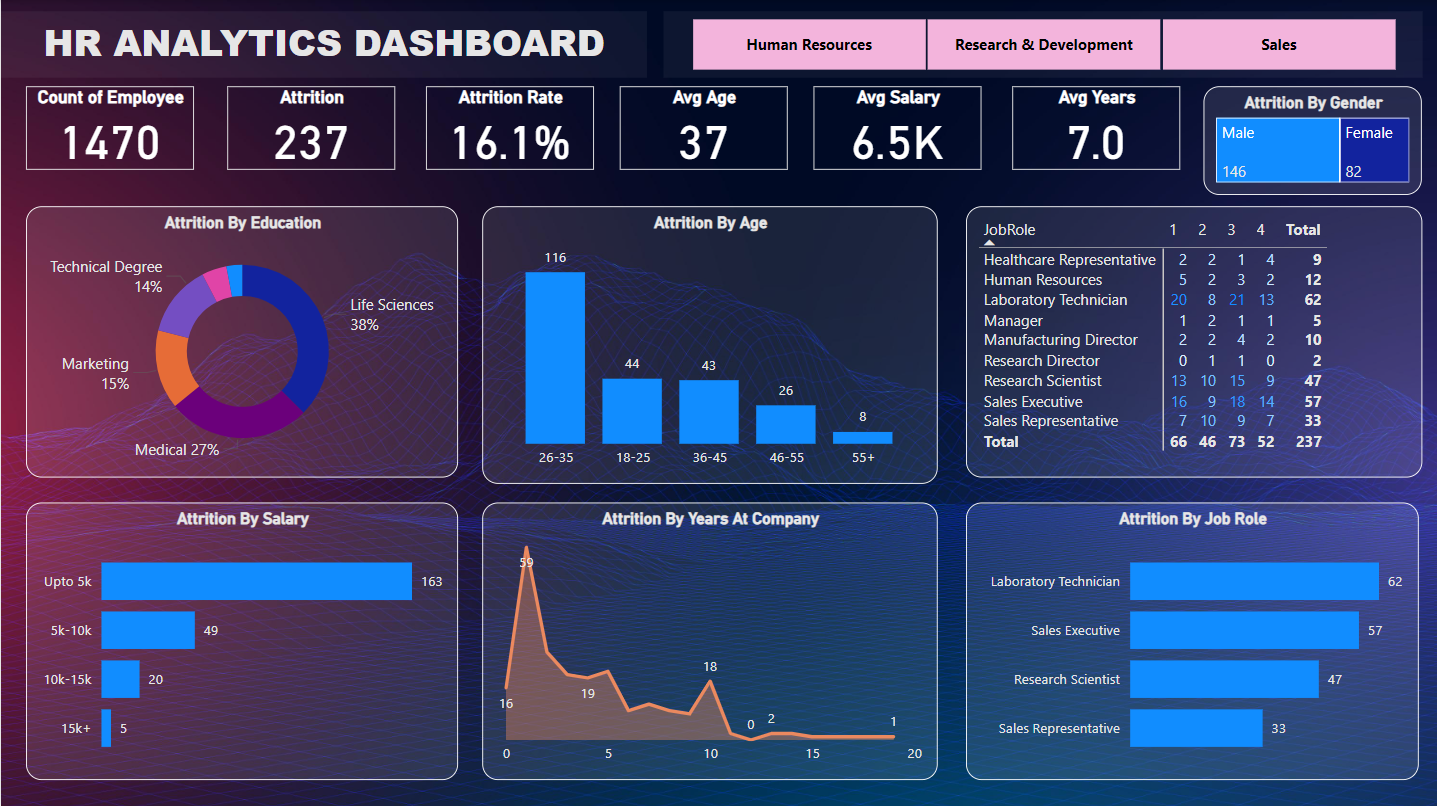 HR ANALYTICS DASHBOARD
Human Resources
Research & Development
Sales
Count of Employee
1470
Attrition
237
Attrition Rate
16.1%
Avg Age
37
Avg Salary
6.5K
Avg Years
7.0
Attrition By Gender
Male
146
Female
82
Attrition By Education
Technical Degree
14%
Life Sciences
38%
Marketing
15%
Medical 27%
Attrition By Age
116
44
43
26
8
26-35
18-25
36-45
46-55
55+
JobRole 1 2 3 4 Total
Healthcare Representative 2 2 1 4 9
Human Resources 5 2 3 2 12
Laboratory Technician 20 8 21 13 62
Manager 1 2 1 1 5
Manufacturing Director 2 2 4 2 10
Research Director 0 1 1 0 2
Research Scientist 13 10 15 9 47
Sales Executive 16 9 18 14 57
Sales Representative 7 10 9 7 33
Total 66 46 73 52 237
Attrition By Salary
Upto 5k 163
5k-10k 49
10k-15k 20
15k+ 5
Attrition By Years At Company
59
16
19
18
0
2
1
0 5 10 15 20
Attrition By Job Role
Laboratory Technician 62
Sales Executive 57
Research Scientist 47
Sales Representative 33